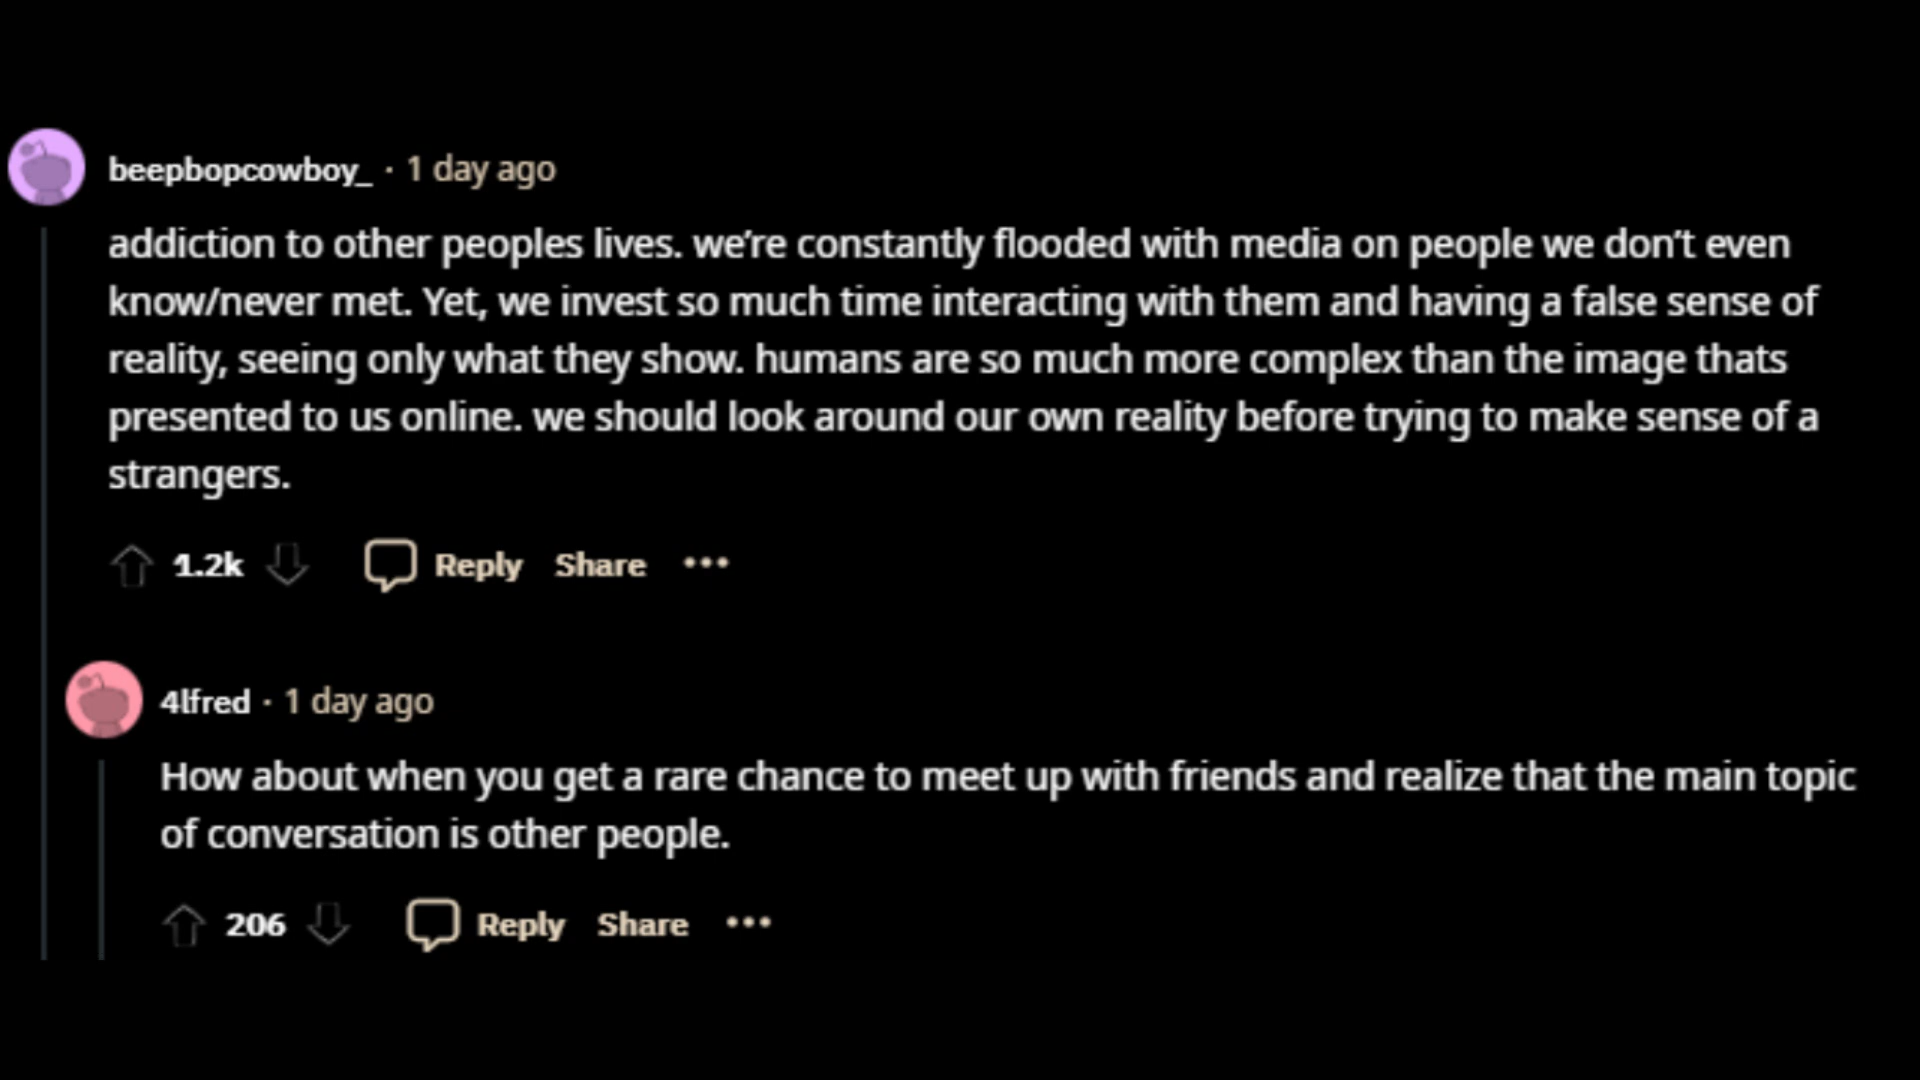 beepbopcowboy_ · 1 day ago
addiction to other peoples lives. we’re constantly flooded with media on people we don’t even
know/never met. Yet, we invest so much time interacting with them and having a false sense of
reality, seeing only what they show. humans are so much more complex than the image thats
presented to us online. we should look around our own reality before trying to make sense of a
strangers.
1.2k Reply Share ...
4lfred · 1 day ago
How about when you get a rare chance to meet up with friends and realize that the main topic
of conversation is other people.
206 Reply Share ...